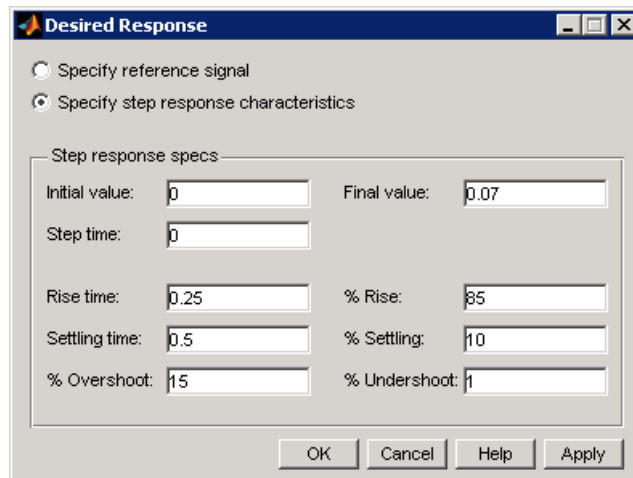 Desired Response
Specify reference signal
Specify step response characteristics
Step response specs
Initial value: 0 Final value: 0.07
Step time: 0
Rise time: 0.25 % Rise: 85
Settling time: 0.5 % Settling: 10
% Overshoot: 15 % Undershoot: 1
OK Cancel Help Apply